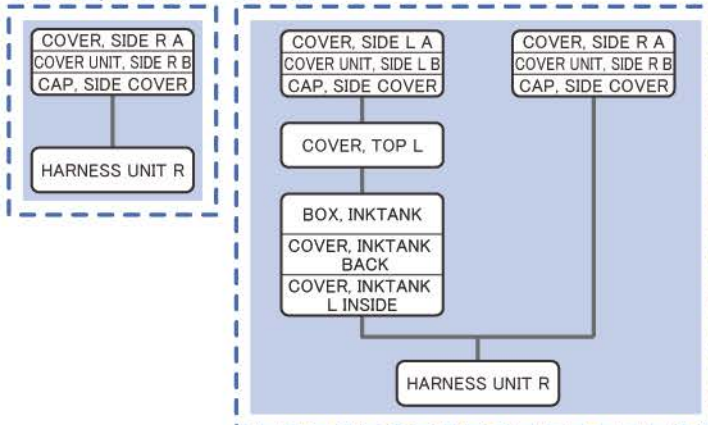 COVER, SIDE R A
COVER UNIT, SIDE R B
CAP, SIDE COVER
HARNESS UNIT R
COVER, SIDE L A
COVER UNIT, SIDE L B
CAP, SIDE COVER
COVER, TOP L
BOX, INKTANK
COVER, INKTANK
BACK
COVER, INKTANK
L INSIDE
COVER, SIDE R A
COVER UNIT, SIDE R B
CAP, SIDE COVER
HARNESS UNIT R